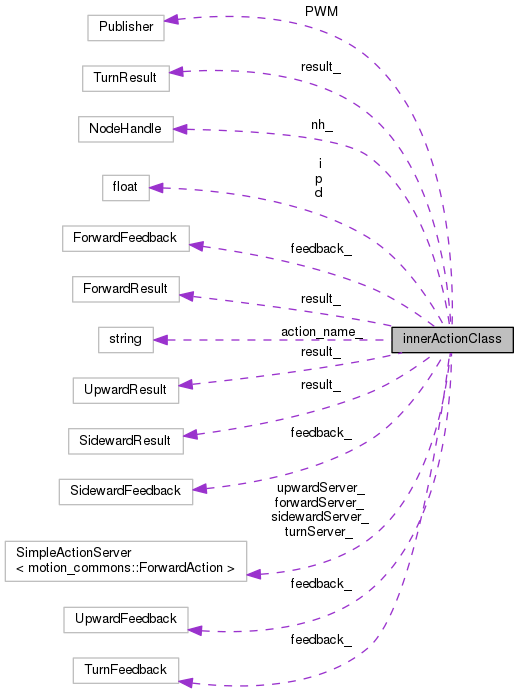 PWM
Publisher
result_
TurnResult
nh_
NodeHandle
i
p
d
float
feedback_
ForwardFeedback
result_
ForwardResult
action_name_
string
innerActionClass
result_
UpwardResult
result_
SidewardResult
feedback_
SidewardFeedback
upwardServer_
forwardServer_
sidewardServer_
turnServer_
SimpleActionServer
< motion_commons::ForwardAction >
feedback_
UpwardFeedback
feedback_
TurnFeedback